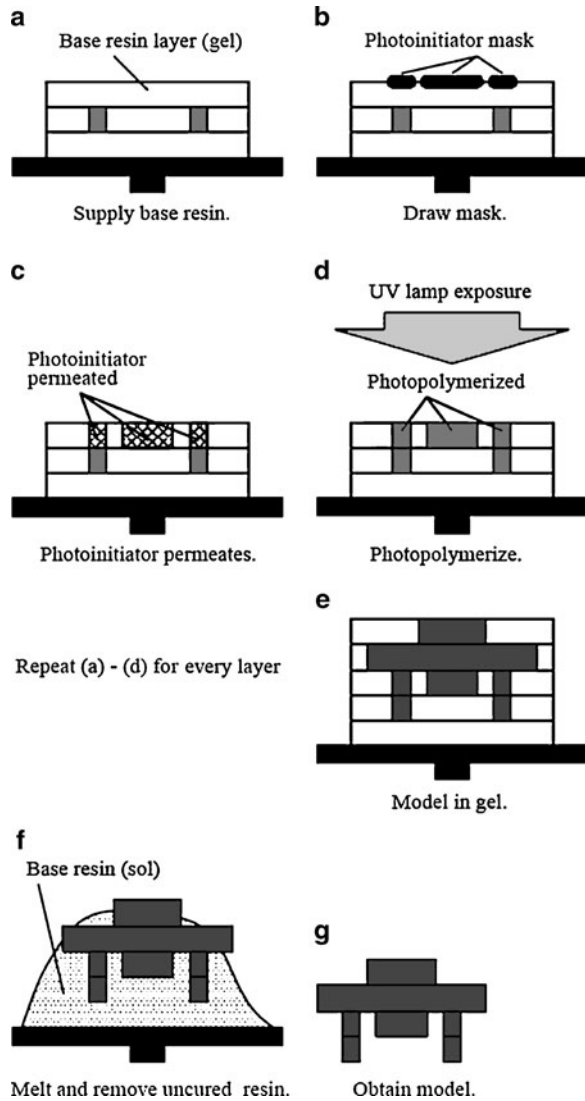 a
Base resin layer (gel)
Supply base resin.
b
Photoinitiator mask
Draw mask.
c
Photoinitiator
permeated
Photoinitiator permeates.
d
UV lamp exposure
Photopolymerized
Photopolymerize.
Repeat (a) - (d) for every layer
e
Model in gel.
f
Base resin (sol)
Melt and remove uncured resin.
g
Obtain model.